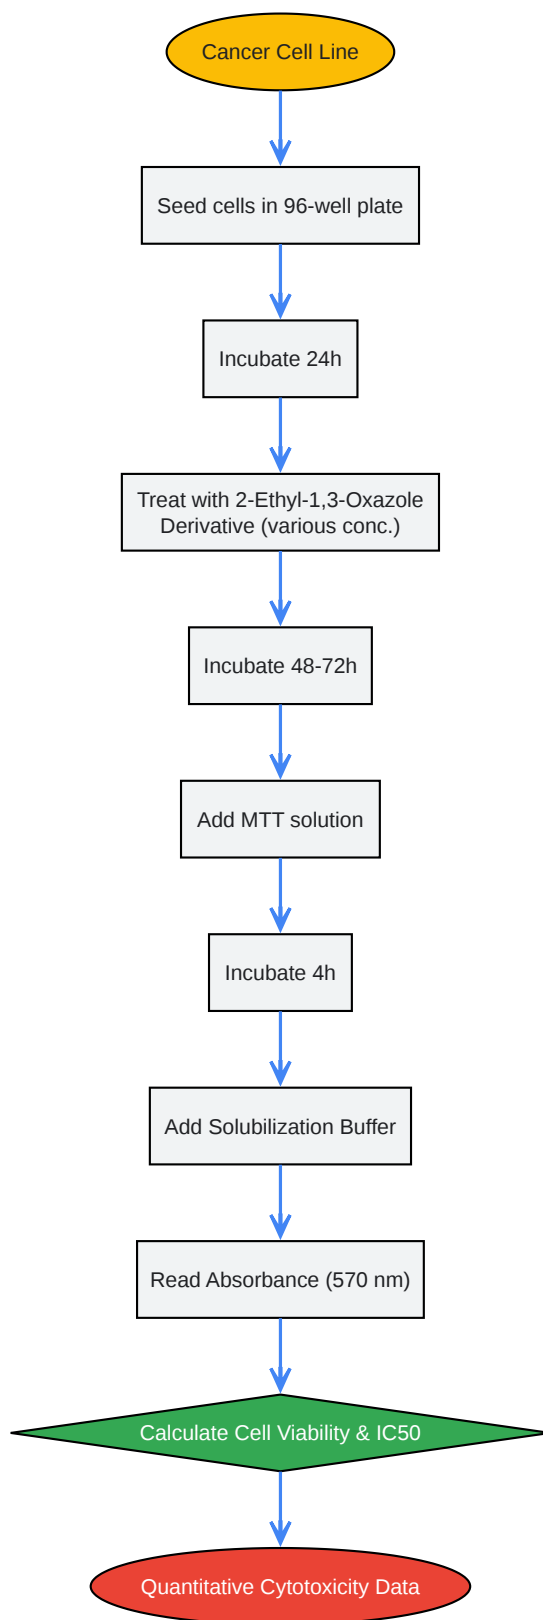 Cancer Cell Line
Seed cells in 96-well plate
Incubate 24h
Treat with 2-Ethyl-1,3-Oxazole
Derivative (various conc.)
Incubate 48-72h
Add MTT solution
Incubate 4h
Add Solubilization Buffer
Read Absorbance (570 nm)
Calculate Cell Viability & IC50
Quantitative Cytotoxicity Data